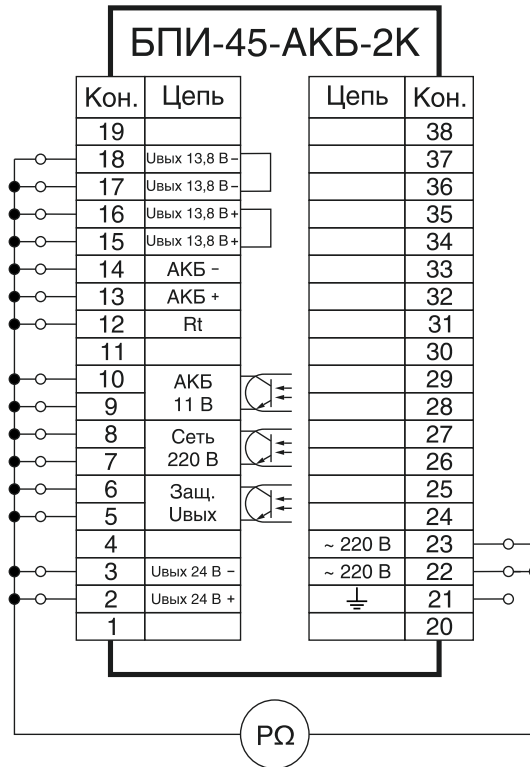 БПИ-45-АКБ-2К
Кон. Цепь Цепь Кон.
19 38
18 Uвых 13,8 В - 37
17 Uвых 13,8 В - 36
16 Uвых 13,8 В + 35
15 Uвых 13,8 В + 34
14 АКБ - 33
13 АКБ + 32
12 Rt 31
11 30
10 АКБ 29
9 11 В 28
8 Сеть 27
7 220 В 26
6 Защ. 25
5 Uвых 24
4 ~ 220 В 23
3 Uвых 24 В - ~ 220 В 22
2 Uвых 24 В + 21
1 20
PΩ